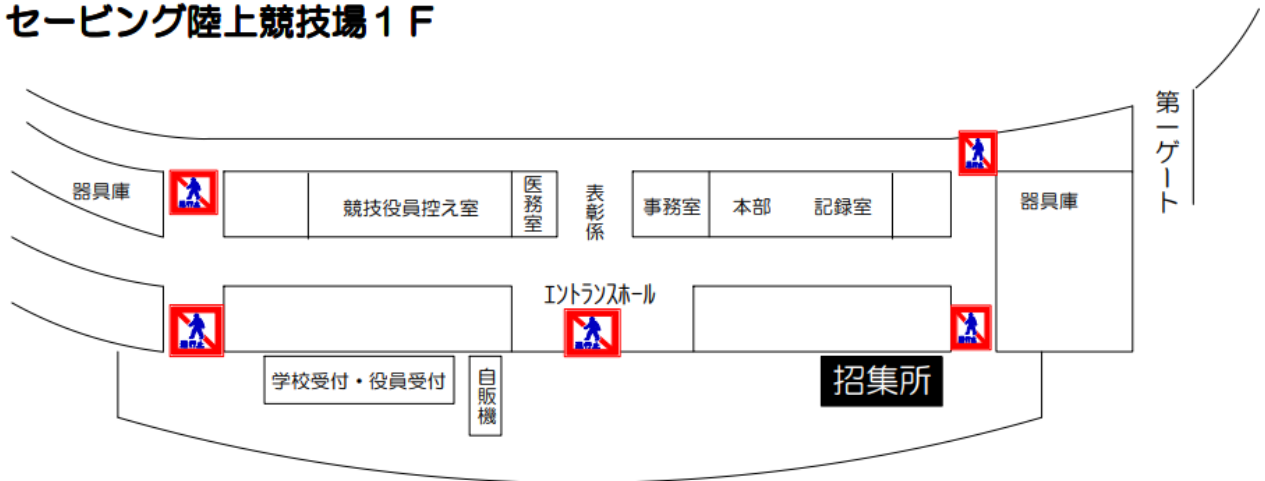 セービング陸上競技場１Ｆ
第一ゲート
器具庫
競技役員控え室
医務室
表彰係
事務室
本部
記録室
器具庫
エントランスホール
学校受付・役員受付
自販機
招集所